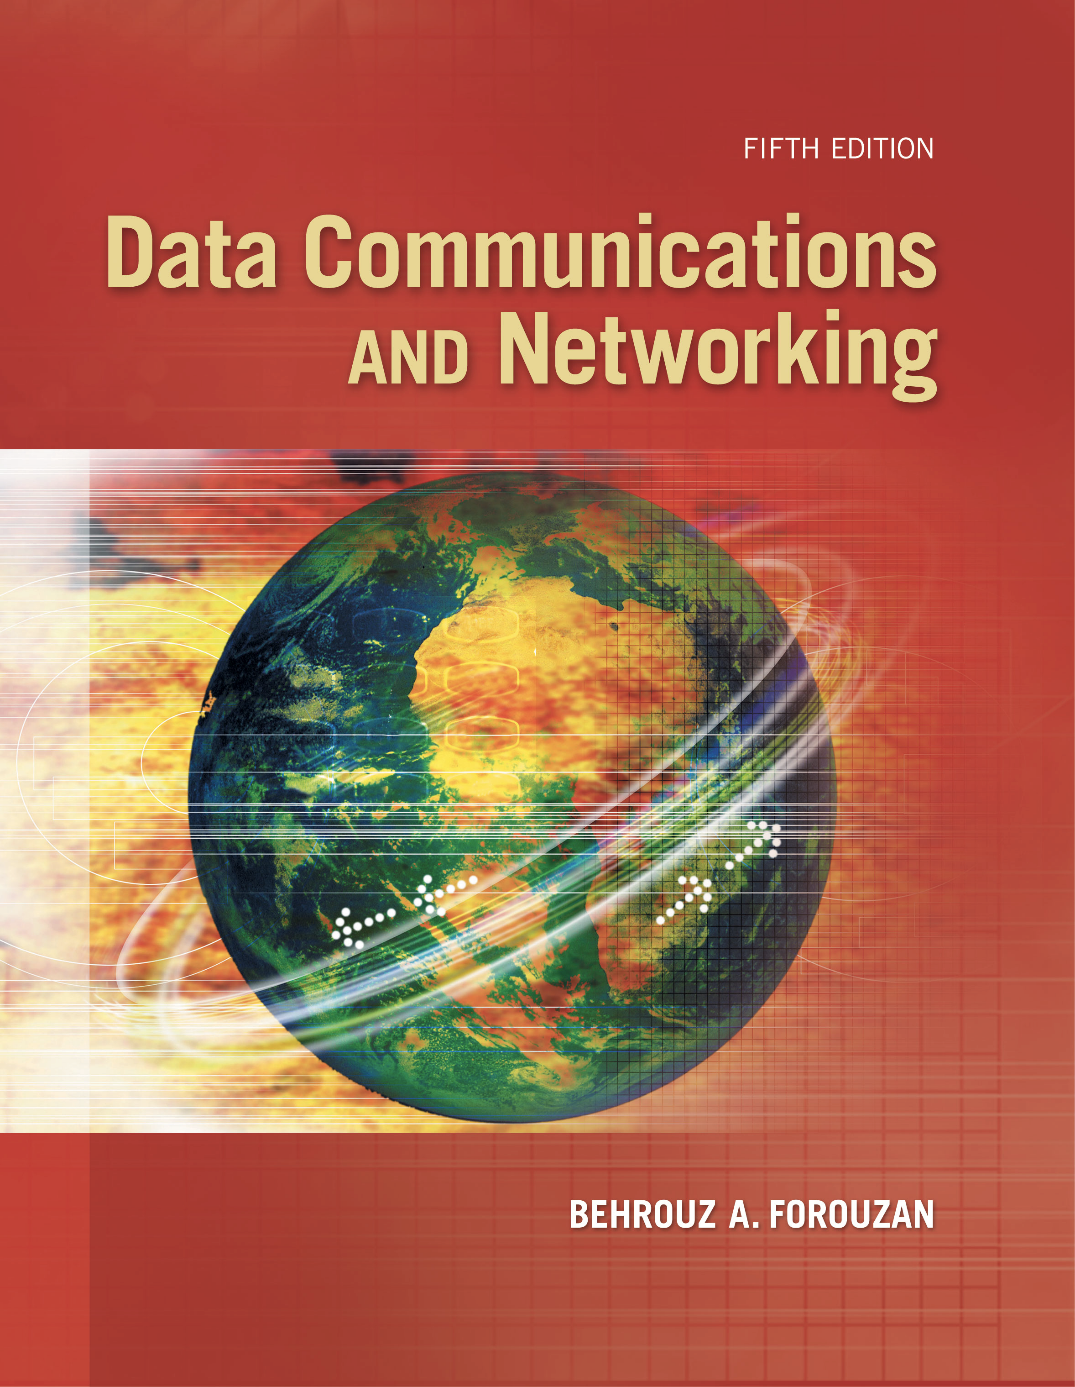 FIFTH EDITION
Data Communications
AND Networking
BEHROUZ A. FOROUZAN